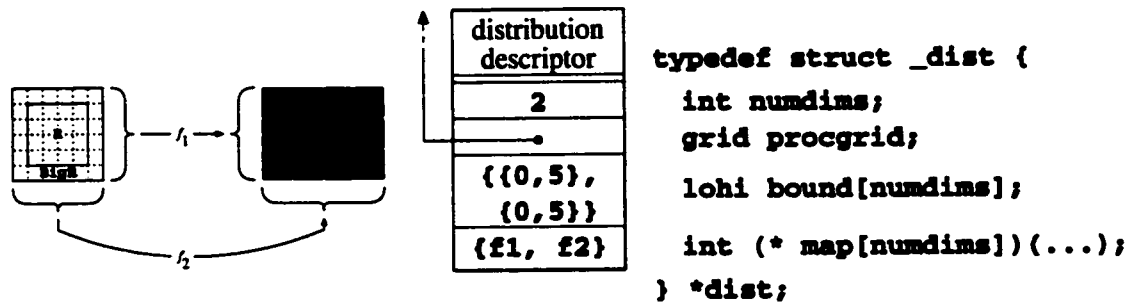 R
BigR
f1
f2
distribution
descriptor
2
{{0,5},
{0,5}}
{f1, f2}
typedef struct _dist {
int numdims;
grid procgrid;
lohi bound[numdims];
int (* map[numdims])(...);
} *dist;